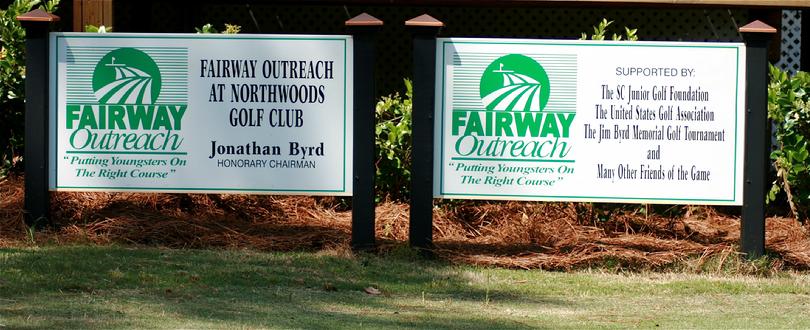 FAIRWAY
Outreach
"Putting Youngsters On
The Right Course"
FAIRWAY OUTREACH
AT NORTHWOODS
GOLF CLUB
Jonathan Byrd
HONORARY CHAIRMAN
FAIRWAY
Outreach
"Putting Youngsters On
The Right Course"
SUPPORTED BY:
The SC Junior Golf Foundation
The United States Golf Association
The Jim Byrd Memorial Golf Tournament
and
Many Other Friends of the Game